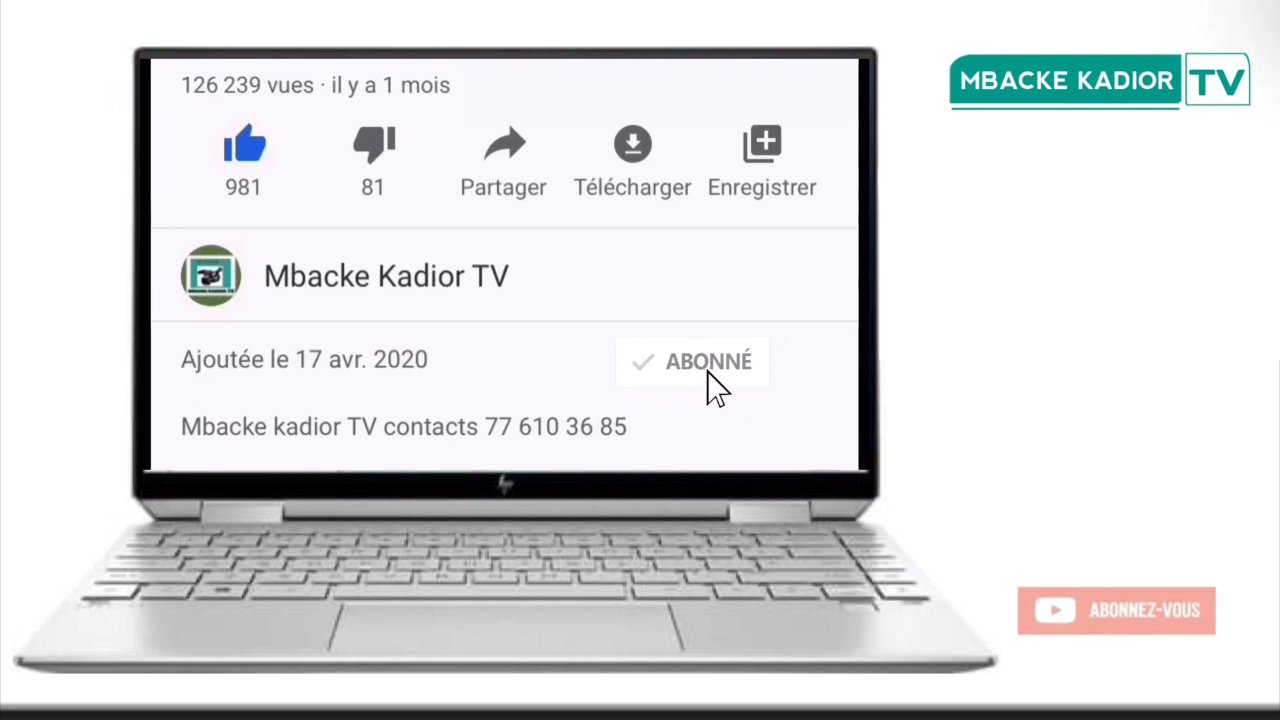 126 239 vues · il y a 1 mois
MBACKE KADIOR TV
981
81
Partager
Télécharger
Enregistrer
Mbacke Kadior TV
Ajoutée le 17 avr. 2020
ABONNÉ
Mbacke kadior TV contacts 77 610 36 85
hp
ABONNEZ-VOUS